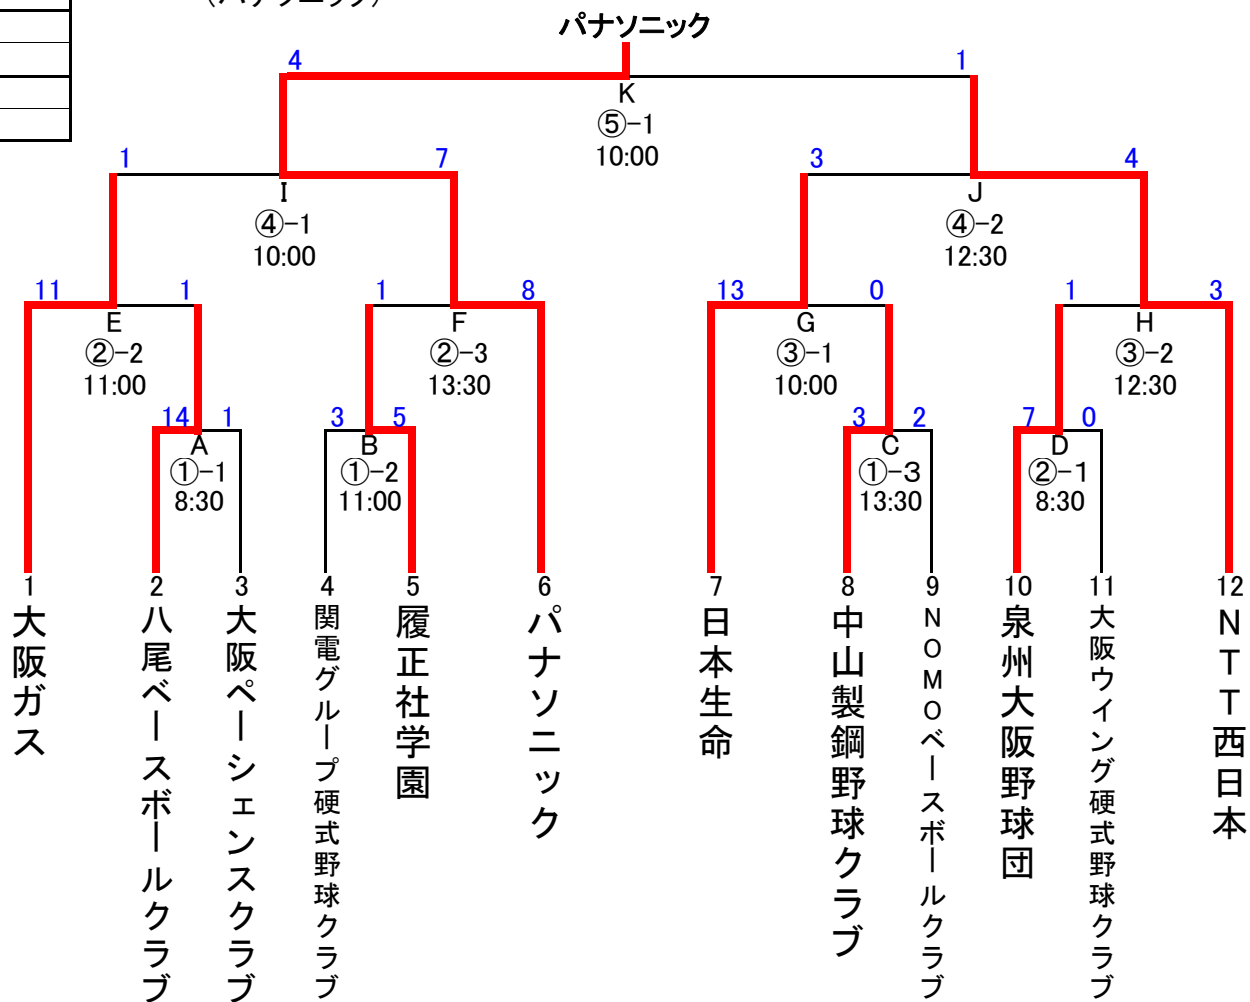 (パナソニック)
パナソニック
4
1
K
⑤-1
10:00
1
7
3
4
I
④-1
10:00
J
④-2
12:30
11
1
1
8
13
0
1
3
E
②-2
11:00
F
②-3
13:30
G
③-1
10:00
H
③-2
12:30
14
1
3
5
3
2
7
0
A
①-1
8:30
B
①-2
11:00
C
①-3
13:30
D
②-1
8:30
1
2
3
4
5
6
7
8
9
10
11
12
大阪ガス
八尾ベースボールクラブ
大阪ペーシェンスクラブ
関電グループ硬式野球クラブ
履正社学園
パナソニック
日本生命
中山製鋼野球クラブ
NOMOベースボールクラブ
泉州大阪野球団
大阪ウイング硬式野球クラブ
NTT西日本